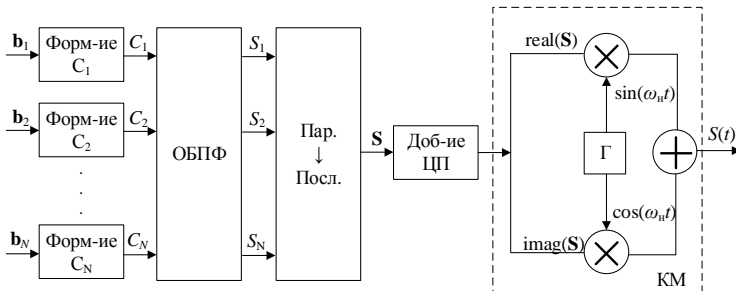 b1
Форм-ие
C1
C1
b2
Форм-ие
C2
C2
.
.
.
.
.
.
bN
Форм-ие
CN
CN
ОБПФ
S1
S2
SN
Пар.
↓
Посл.
S
Доб-ие
ЦП
real(S)
sin(ωнt)
Г
cos(ωнt)
imag(S)
S(t)
КМ